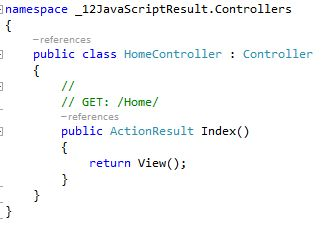 namespace _12JavaScriptResult.Controllers
{
–references
public class HomeController : Controller
{
//
// GET: /Home/
–references
public ActionResult Index()
{
return View();
}
}
}